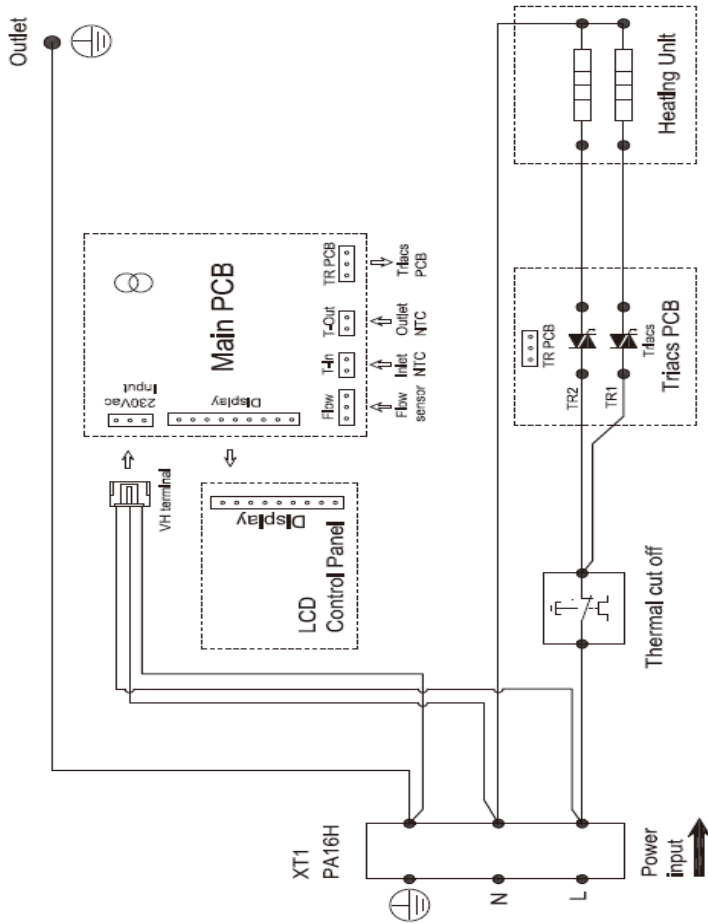 Outlet
Main PCB
230Vac
Input
Display
Flow
T-In
T-Out
TR PCB
Flow
sensor
Inlet
NTC
Outlet
NTC
Triacs
PCB
VH terminal
Display
LCD
Control Panel
Heating Unit
TR PCB
TR2
TR1
Triacs
Triacs PCB
Thermal cut off
XT1
PA16H
N
L
Power
input